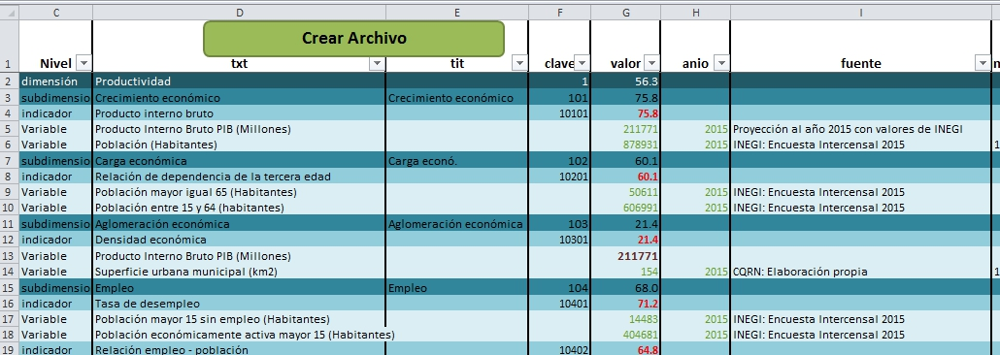 C D E F G H I
Crear Archivo
1 Nivel txt tit clave valor anio fuente
2 dimensión Productividad 1 56.3
3 subdimensio Crecimiento económico Crecimiento económico 101 75.8
4 indicador Producto interno bruto 10101 75.8
5 Variable Producto Interno Bruto PIB (Millones) 211771 2015 Proyección al año 2015 con valores de INEGI
6 Variable Población (Habitantes) 878931 2015 INEGI: Encuesta Intercensal 2015 1
7 subdimensio Carga económica Carga econó. 102 60.1
8 indicador Relación de dependencia de la tercera edad 10201 60.1
9 Variable Población mayor igual 65 (Habitantes) 50611 2015 INEGI: Encuesta Intercensal 2015
10 Variable Población entre 15 y 64 (habitantes) 606991 2015 INEGI: Encuesta Intercensal 2015
11 subdimensio Aglomeración económica Aglomeración económica 103 21.4
12 indicador Densidad económica 10301 21.4
13 Variable Producto Interno Bruto PIB (Millones) 211771
14 Variable Superficie urbana municipal (km2) 154 2015 CQRN: Elaboración propia 1
15 subdimensio Empleo Empleo 104 68.0
16 indicador Tasa de desempleo 10401 71.2
17 Variable Población mayor 15 sin empleo (Habitantes) 14483 2015 INEGI: Encuesta Intercensal 2015
18 Variable Población económicamente activa mayor 15 (Habitantes) 404681 2015 INEGI: Encuesta Intercensal 2015
19 indicador Relación empleo - población 10402 64.8